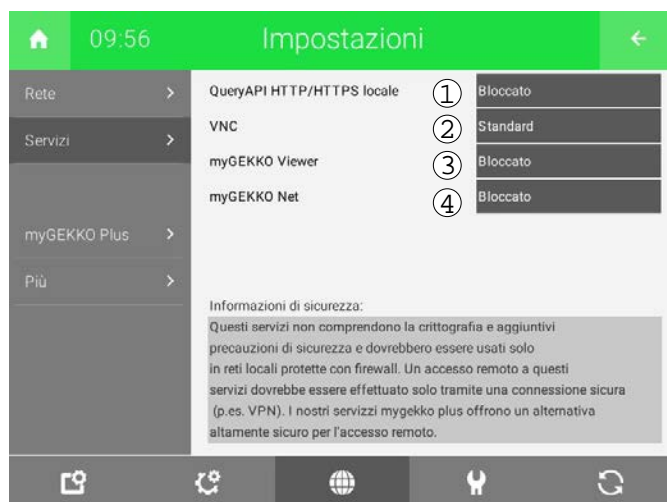 09:56 Impostazioni
Rete
Servizi
myGEKKO Plus
Più
QueryAPI HTTP/HTTPS locale ① Bloccato
VNC ② Standard
myGEKKO Viewer ③ Bloccato
myGEKKO Net ④ Bloccato
Informazioni di sicurezza:
Questi servizi non comprendono la crittografia e aggiuntivi
precauzioni di sicurezza e dovrebbero essere usati solo
in reti locali protette con firewall. Un accesso remoto a questi
servizi dovrebbe essere effettuato solo tramite una connessione sicura
(p.es. VPN). I nostri servizzi mygekko plus offrono un alternativa
altamente sicuro per l'accesso remoto.